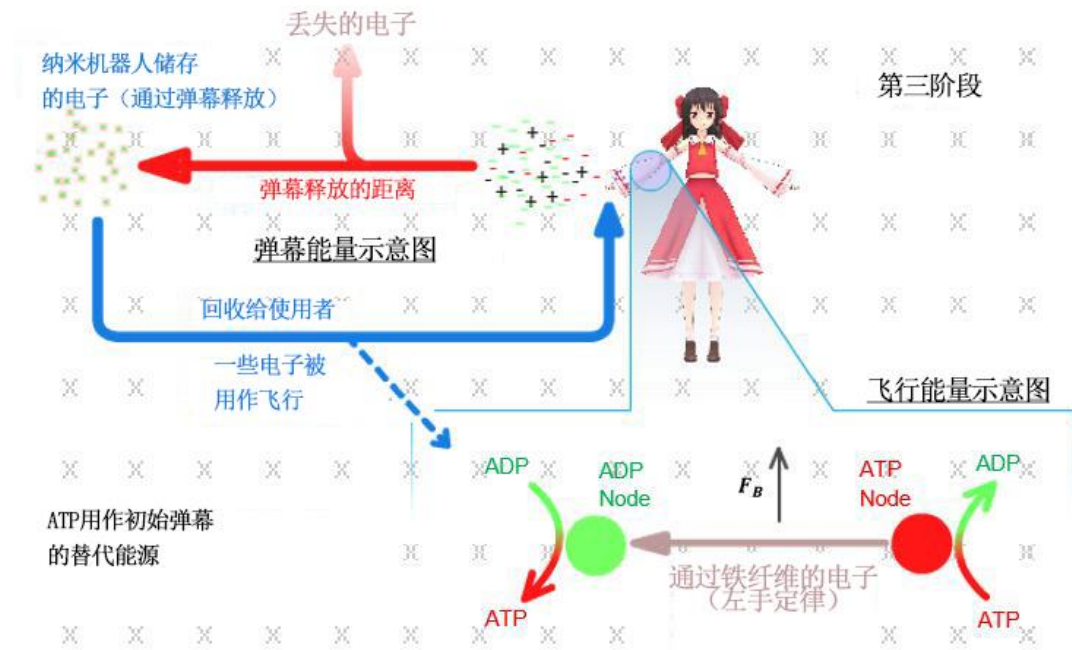 丢失的电子
纳米机器人储存
的电子（通过弹幕释放）
第三阶段
弹幕释放的距离
弹幕能量示意图
回收给使用者
一些电子被
用作飞行
飞行能量示意图
ADP
ADP
Node
F_B
ATP
Node
ADP
ATP用作初始弹幕
的替代能源
通过铁纤维的电子
（左手定律）
ATP
ATP